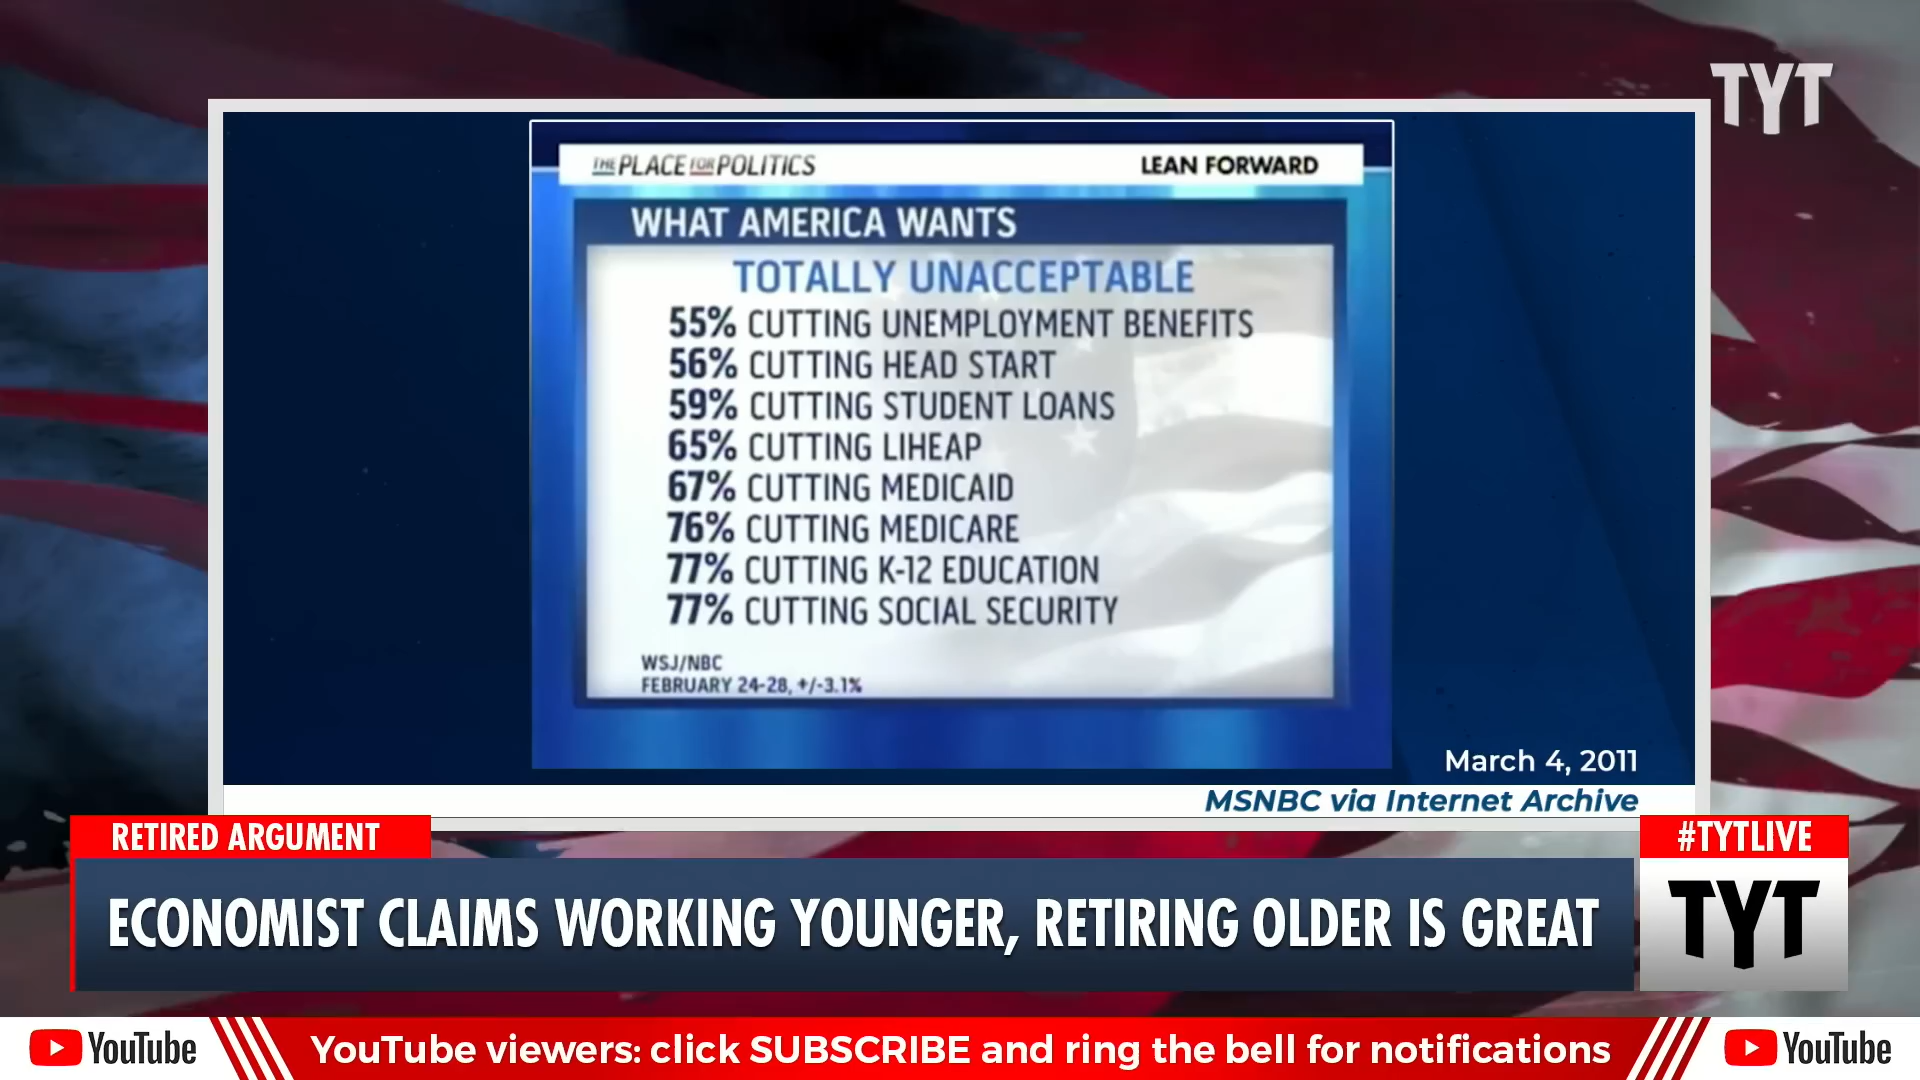 TYT
THE PLACE FOR POLITICS
LEAN FORWARD
WHAT AMERICA WANTS
TOTALLY UNACCEPTABLE
55% CUTTING UNEMPLOYMENT BENEFITS
56% CUTTING HEAD START
59% CUTTING STUDENT LOANS
65% CUTTING LIHEAP
67% CUTTING MEDICAID
76% CUTTING MEDICARE
77% CUTTING K-12 EDUCATION
77% CUTTING SOCIAL SECURITY
WSJ/NBC
FEBRUARY 24-28, +/-3.1%
March 4, 2011
MSNBC via Internet Archive
RETIRED ARGUMENT
#TYTLIVE
ECONOMIST CLAIMS WORKING YOUNGER, RETIRING OLDER IS GREAT
TYT
YouTube
YouTube viewers: click SUBSCRIBE and ring the bell for notifications
YouTube